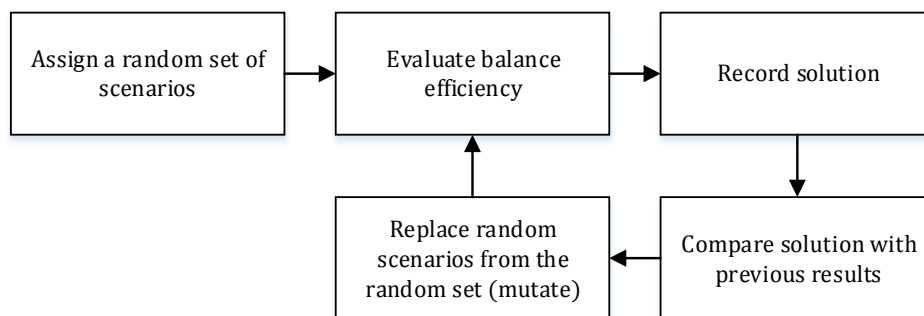 Assign a random set of
scenarios
Evaluate balance
efficiency
Record solution
Replace random
scenarios from the
random set (mutate)
Compare solution with
previous results